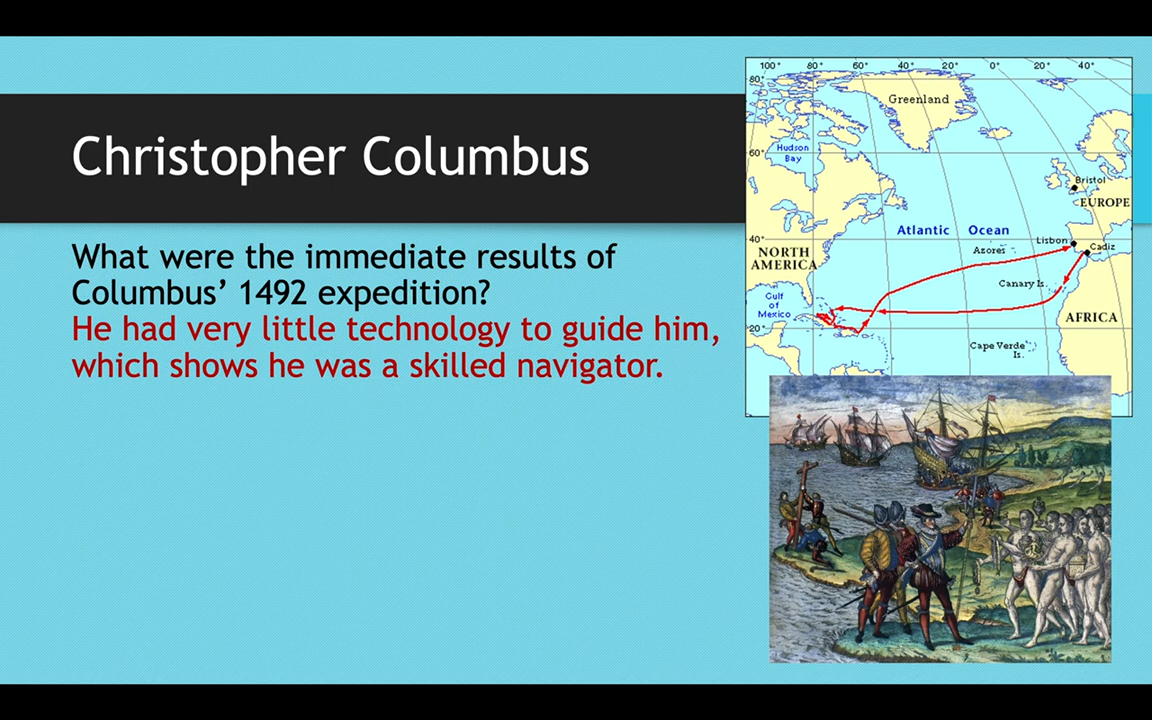 Christopher Columbus
What were the immediate results of
Columbus’ 1492 expedition?
He had very little technology to guide him,
which shows he was a skilled navigator.
100° 80° 60° 40° 20° 0° 20° 40°
80°
Greenland
Hudson
Bay
60°
Bristol
EUROPE
Atlantic Ocean
40°
Lisbon
Cadiz
Azores
NORTH
AMERICA
Canary Is.
Gulf
of
Mexico
AFRICA
20°
Cape Verde
Is.